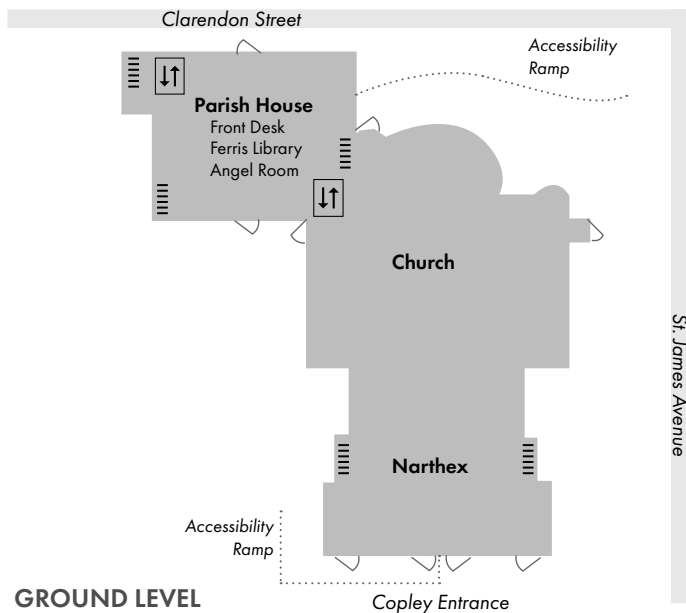 Clarendon Street
Accessibility
Ramp
Parish House
Front Desk
Ferris Library
Angel Room
Church
St. James Avenue
Narthex
Accessibility
Ramp
GROUND LEVEL
Copley Entrance